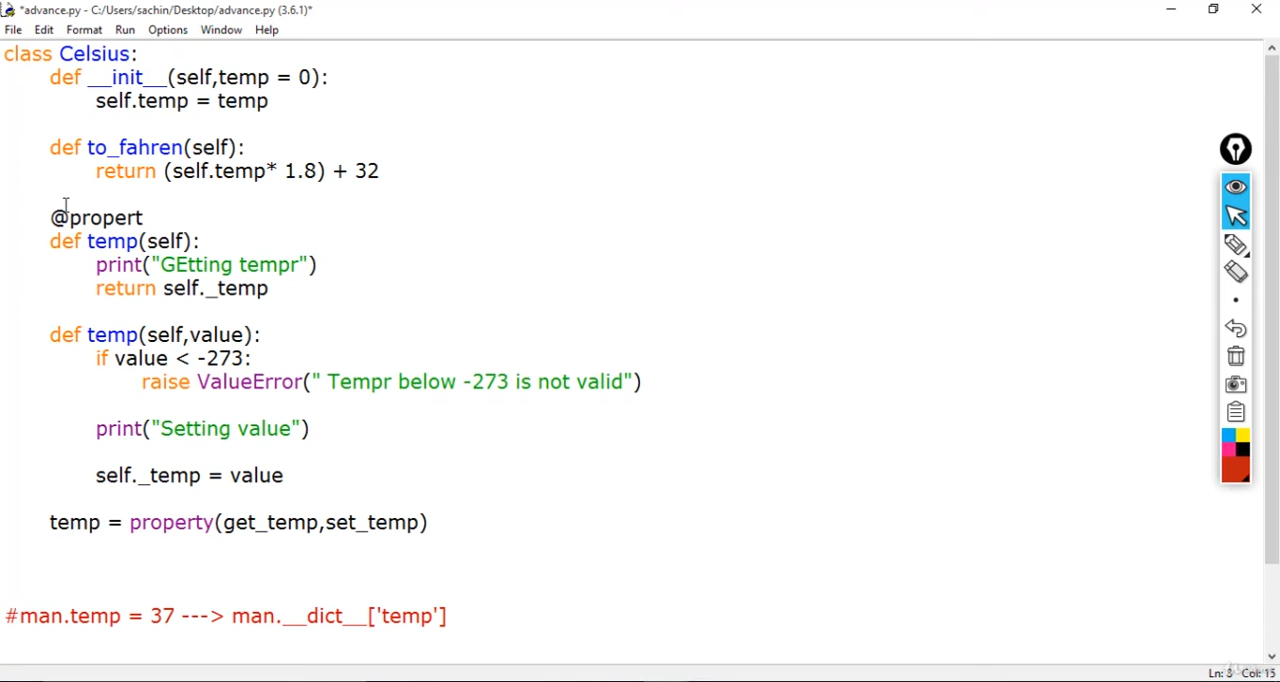 *advance.py - C:/Users/sachin/Desktop/advance.py (3.6.1)*
File Edit Format Run Options Window Help
class Celsius:
    def __init__(self,temp = 0):
        self.temp = temp
    def to_fahren(self):
        return (self.temp* 1.8) + 32
    @propert
    def temp(self):
        print("GEtting tempr")
        return self._temp
    def temp(self,value):
        if value < -273:
            raise ValueError(" Tempr below -273 is not valid")
        print("Setting value")
        self._temp = value
    temp = property(get_temp,set_temp)
#man.temp = 37 ---> man.__dict__['temp']
Ln: 8 Col: 15